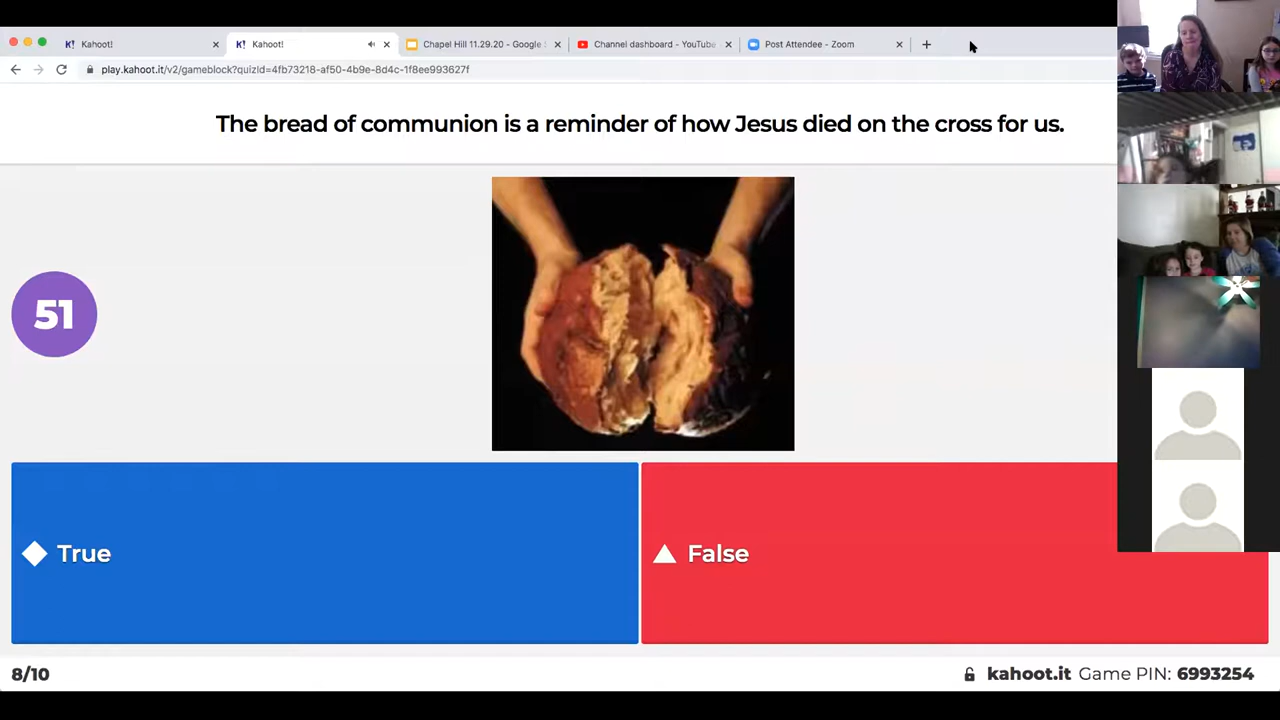 Kahoot!
Kahoot!
Chapel Hill 11.29.20 - Google
Channel dashboard - YouTube
Post Attendee - Zoom
play.kahoot.it/v2/gameblock?quizId=4fb73218-af50-4b9e-8d4c-1f8ee993627f
The bread of communion is a reminder of how Jesus died on the cross for us.
51
True
False
8/10
kahoot.it Game PIN: 6993254